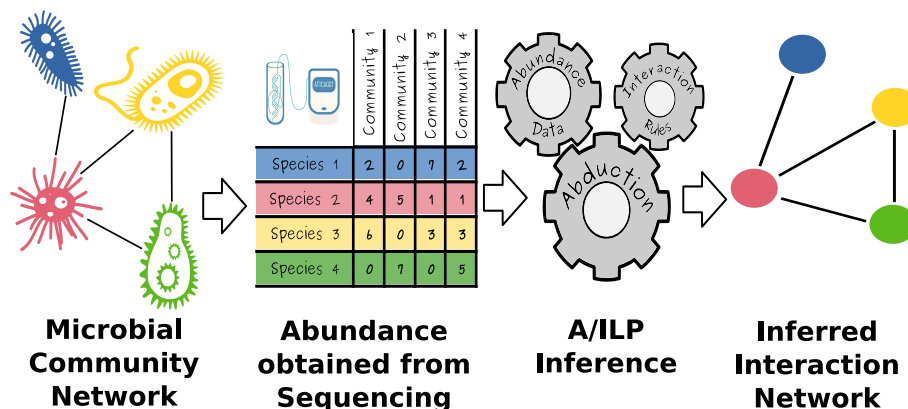 Community 1
Community 2
Community 3
Community 4
Species 1 2 0 7 2
Species 2 4 5 1 1
Species 3 6 0 3 3
Species 4 0 7 0 5
Abundance
Data
Interaction
Rules
Abduction
Microbial
Community
Network
Abundance
obtained from
Sequencing
A/ILP
Inference
Inferred
Interaction
Network